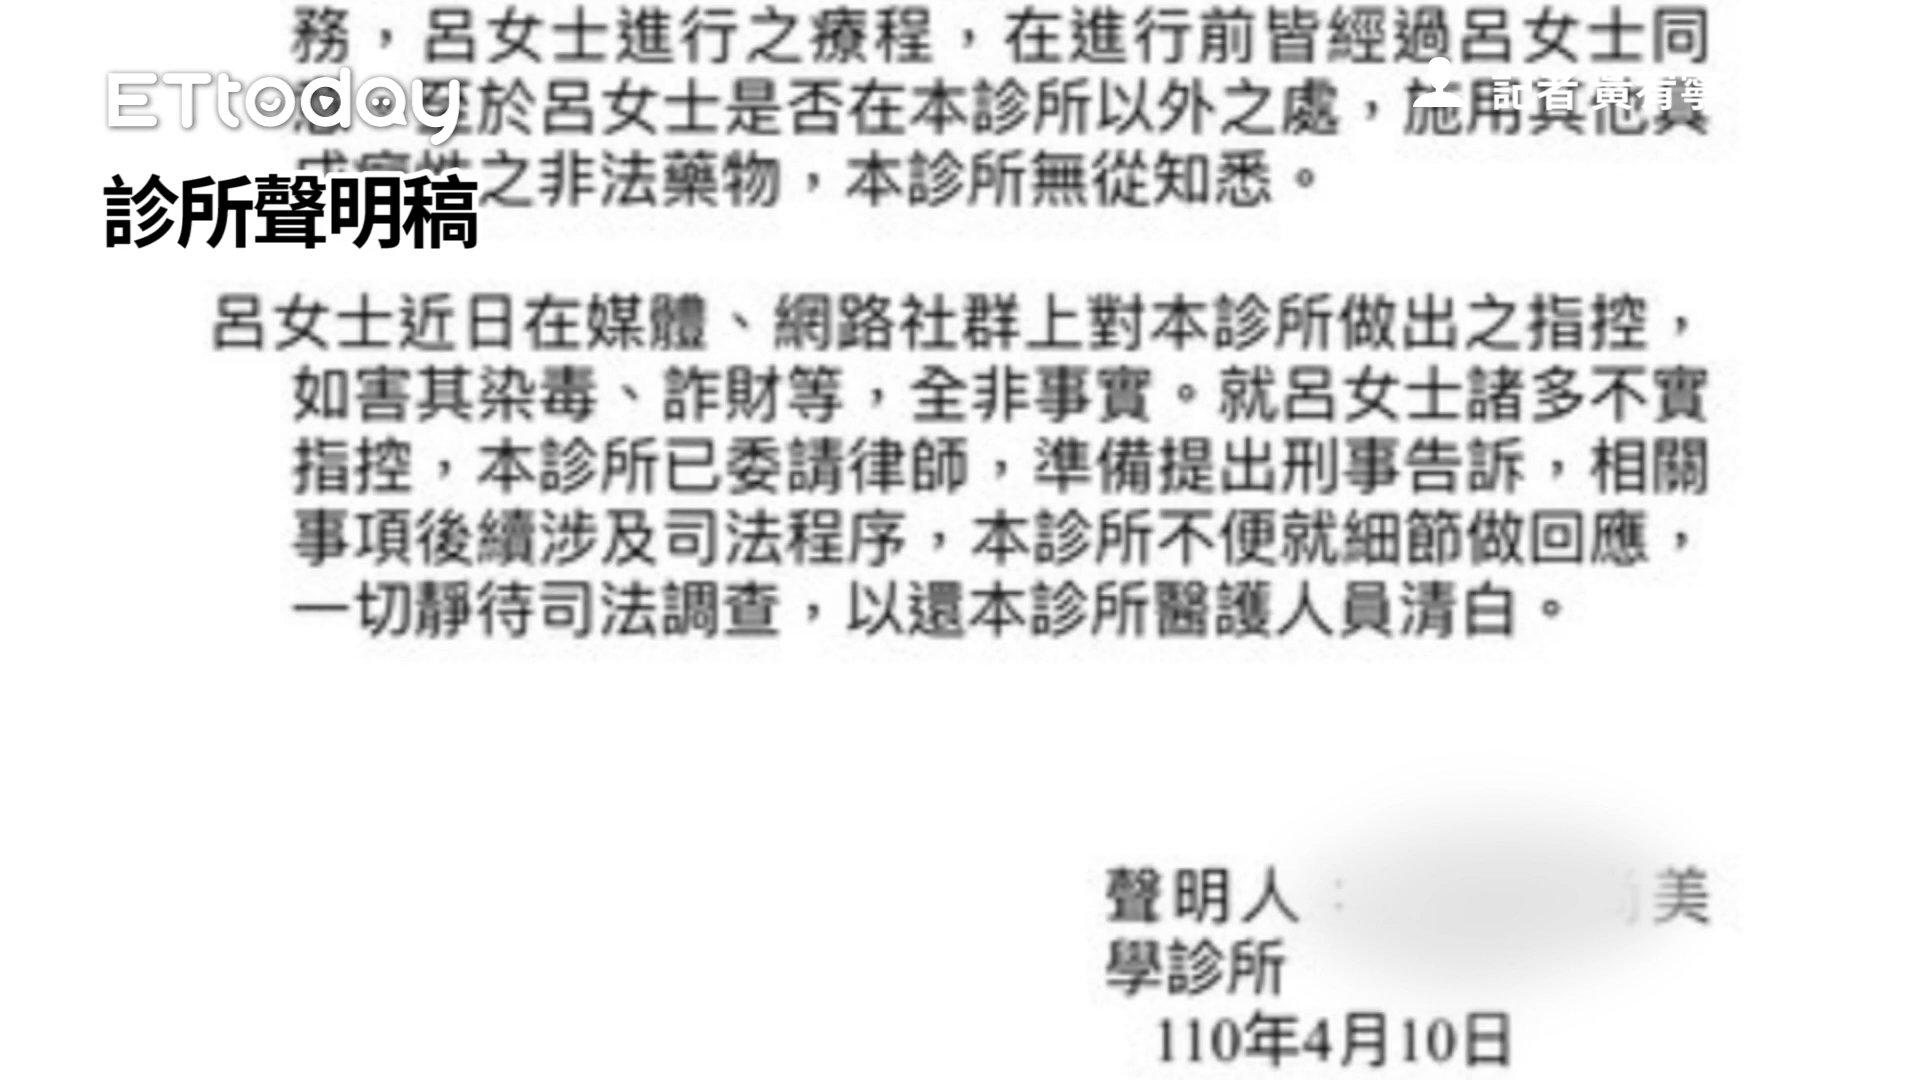 務，呂女士進行之療程，在進行前皆經過呂女士同
ETtoday
記者 黃有寧
至於呂女士是否在本診所以外之處，施用其他具
之非法藥物，本診所無從知悉。
診所聲明稿
呂女士近日在媒體、網路社群上對本診所做出之指控，
如害其染毒、詐財等，全非事實。就呂女士諸多不實
指控，本診所已委請律師，準備提出刑事告訴，相關
事項後續涉及司法程序，本診所不便就細節做回應，
一切靜待司法調查，以還本診所醫護人員清白。
聲明人： 美
學診所
110年4月10日